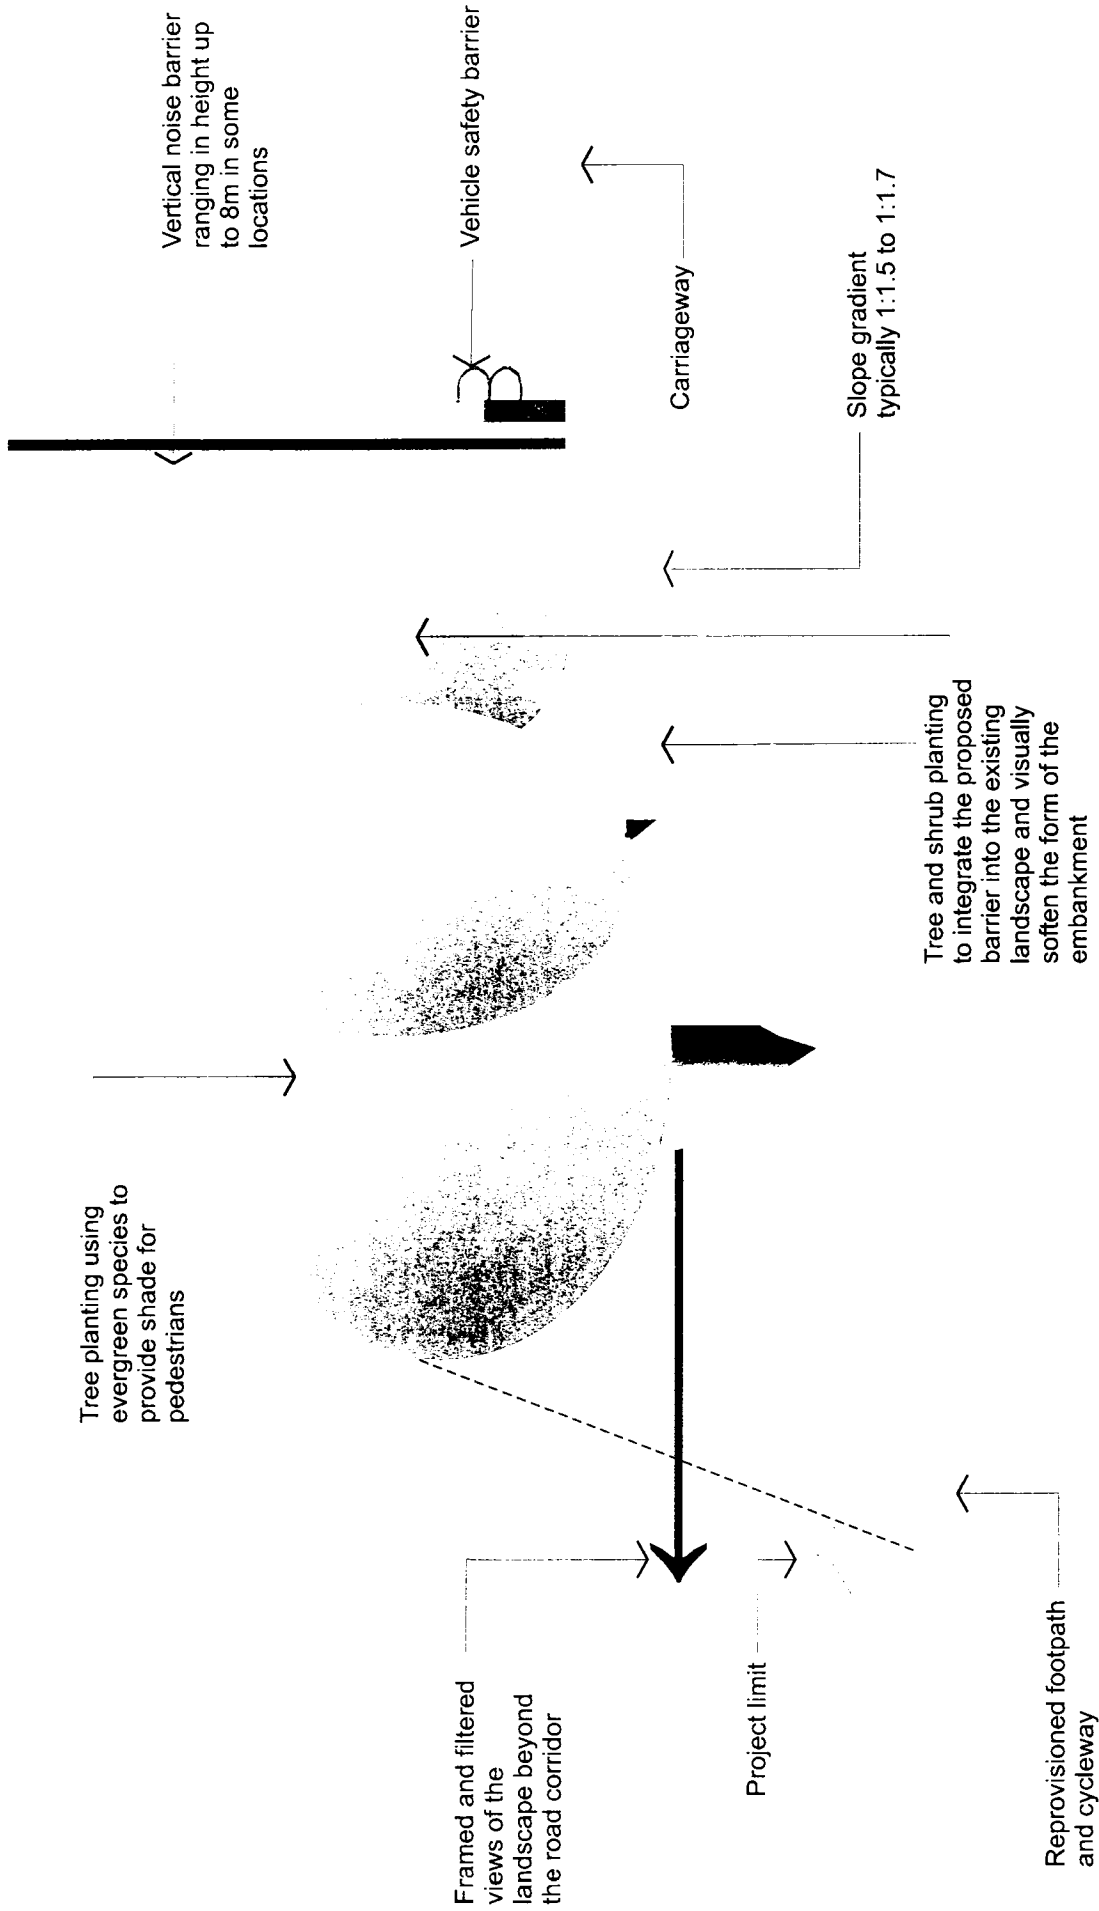 Tree planting using
evergreen species to
provide shade for
pedestrians
Vertical noise barrier
ranging in height up
to 8m in some
locations
Framed and filtered
views of the
landscape beyond
the road corridor
Vehicle safety barrier
Project limit
Carriageway
Slope gradient
typically 1:1.5 to 1:1.7
Tree and shrub planting
to integrate the proposed
barrier into the existing
landscape and visually
soften the form of the
embankment
Reprovisioned footpath
and cycleway